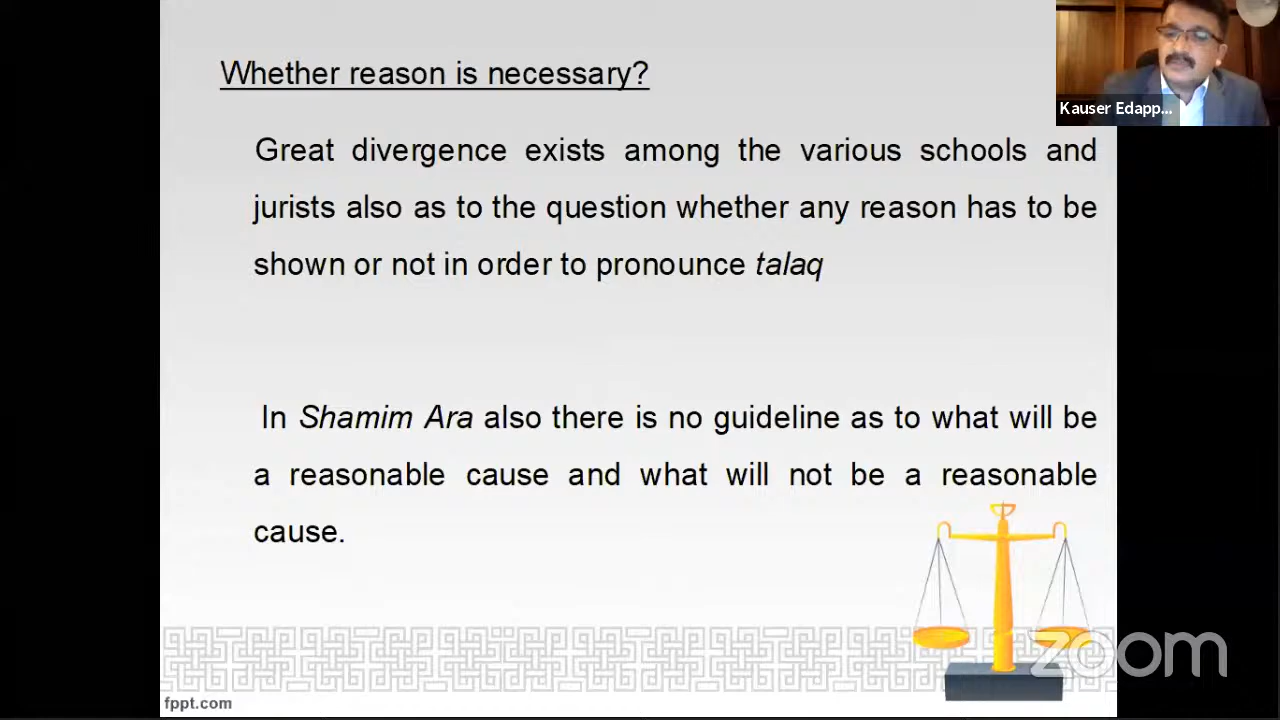 Whether reason is necessary?
Kauser Edapp...
Great divergence exists among the various schools and
jurists also as to the question whether any reason has to be
shown or not in order to pronounce talaq
In Shamim Ara also there is no guideline as to what will be
a reasonable cause and what will not be a reasonable
cause.
zoom
fppt.com